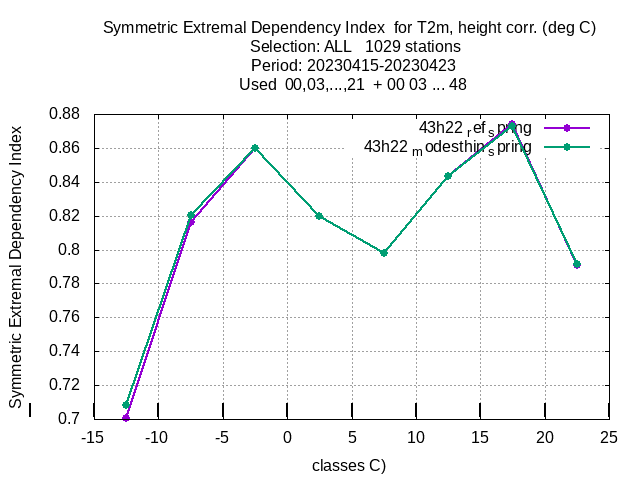 Symmetric Extremal Dependency Index  for T2m, height corr. (deg C)
Selection: ALL   1029 stations
Period: 20230415-20230423
Used  00,03,...,21  + 00 03 ... 48
43h22 ref spring
43h22 modesthin spring
Symmetric Extremal Dependency Index
0.88
0.86
0.84
0.82
0.8
0.78
0.76
0.74
0.72
0.7
-15 -10 -5 0 5 10 15 20 25
classes C)